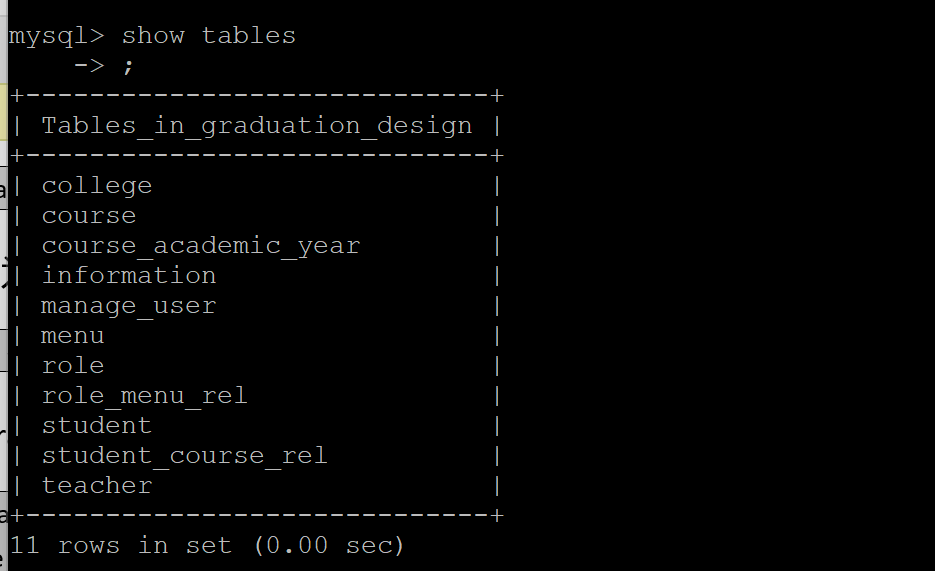 mysql> show tables
    -> ;
+-----------------------------+
| Tables_in_graduation_design |
+-----------------------------+
| college                     |
| course                      |
| course_academic_year        |
| information                 |
| manage_user                 |
| menu                        |
| role                        |
| role_menu_rel               |
| student                     |
| student_course_rel          |
| teacher                     |
+-----------------------------+
11 rows in set (0.00 sec)